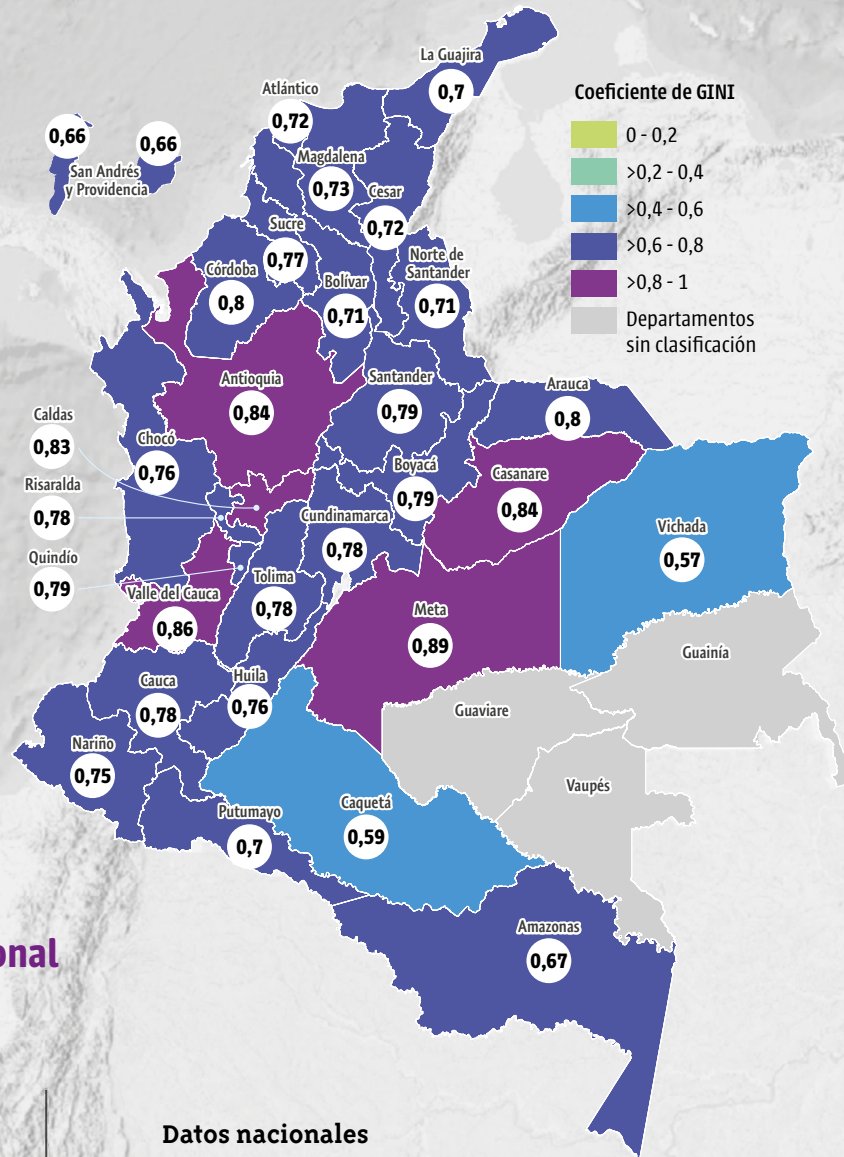 La Guajira
0,7
Atlántico
0,72
Coeficiente de GINI
0 - 0,2
>0,2 - 0,4
>0,4 - 0,6
>0,6 - 0,8
>0,8 - 1
Departamentos
sin clasificación
0,66
0,66
San Andrés
y Providencia
Magdalena
0,73
Cesar
0,72
Sucre
0,77
Norte de
Santander
0,71
Córdoba
0,8
Bolívar
0,71
Antioquia
0,84
Santander
0,79
Arauca
0,8
Caldas
0,83
Chocó
0,76
Boyacá
0,79
Casanare
0,84
Risaralda
0,78
Cundinamarca
0,78
Vichada
0,57
Quindío
0,79
Tolima
0,78
Valle del Cauca
0,86
Meta
0,89
Guainía
Cauca
0,78
Huila
0,76
Guaviare
Nariño
0,75
Vaupés
Putumayo
0,7
Caquetá
0,59
Amazonas
0,67
onal
Datos nacionales